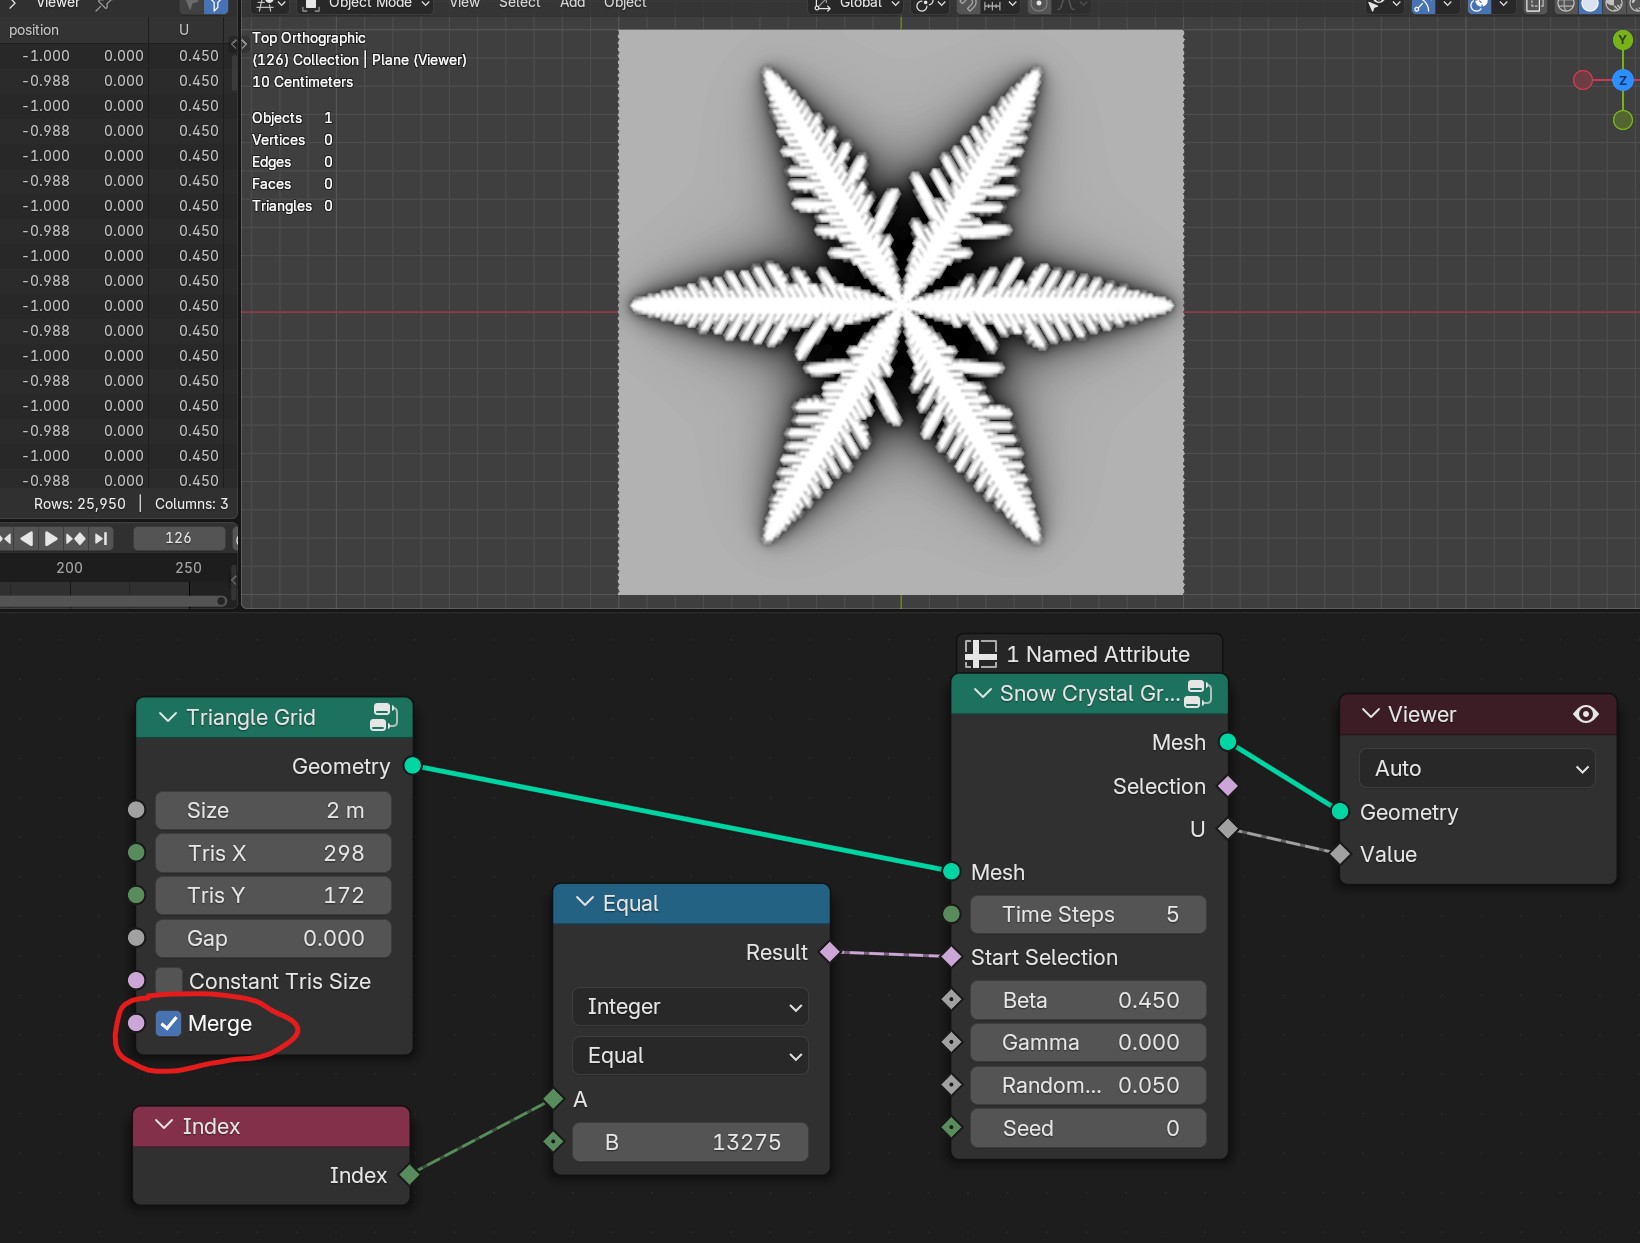 Viewer
Object Mode
View
Select
Add
Object
Global
position
U
-1.000 0.000 0.450
-0.988 0.000 0.450
-1.000 0.000 0.450
-0.988 0.000 0.450
-1.000 0.000 0.450
-0.988 0.000 0.450
-1.000 0.000 0.450
-0.988 0.000 0.450
-1.000 0.000 0.450
-0.988 0.000 0.450
-1.000 0.000 0.450
-0.988 0.000 0.450
-1.000 0.000 0.450
-0.988 0.000 0.450
-1.000 0.000 0.450
-0.988 0.000 0.450
-1.000 0.000 0.450
-0.988 0.000 0.450
Rows: 25,950 | Columns: 3
126
200 250
Top Orthographic
(126) Collection | Plane (Viewer)
10 Centimeters
Objects 1
Vertices 0
Edges 0
Faces 0
Triangles 0
Y
Z
Triangle Grid
Geometry
Size 2 m
Tris X 298
Tris Y 172
Gap 0.000
Constant Tris Size
Merge
Index
Index
Equal
Result
Integer
Equal
A
B 13275
1 Named Attribute
Snow Crystal Gr...
Mesh
Selection
U
Mesh
Time Steps 5
Start Selection
Beta 0.450
Gamma 0.000
Random... 0.050
Seed 0
Viewer
Auto
Geometry
Value